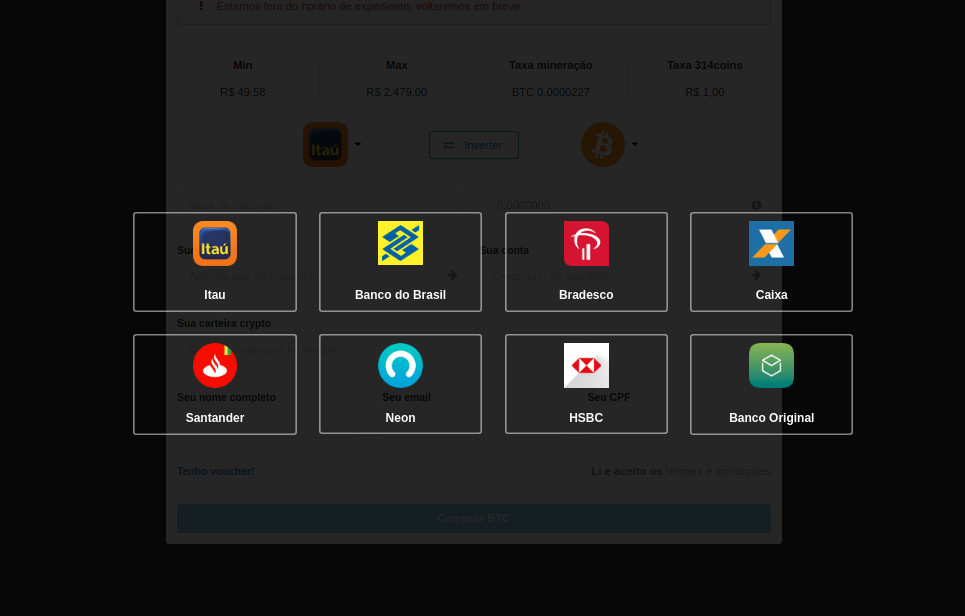 Estamos fora do horário de expediente, voltaremos em breve
Min Max Taxa mineração Taxa 314coins
R$ 49,58 R$ 2.479,00 BTC 0,0000227 R$ 1,00
Itaú Inverter
0,0000000
Sua conta
Itaú
Itau Banco do Brasil Bradesco Caixa
Sua carteira crypto
Seu nome completo Seu email Seu CPF
Santander Neon HSBC Banco Original
Tenho voucher! Li e aceito os termos e condições
Comprar BTC